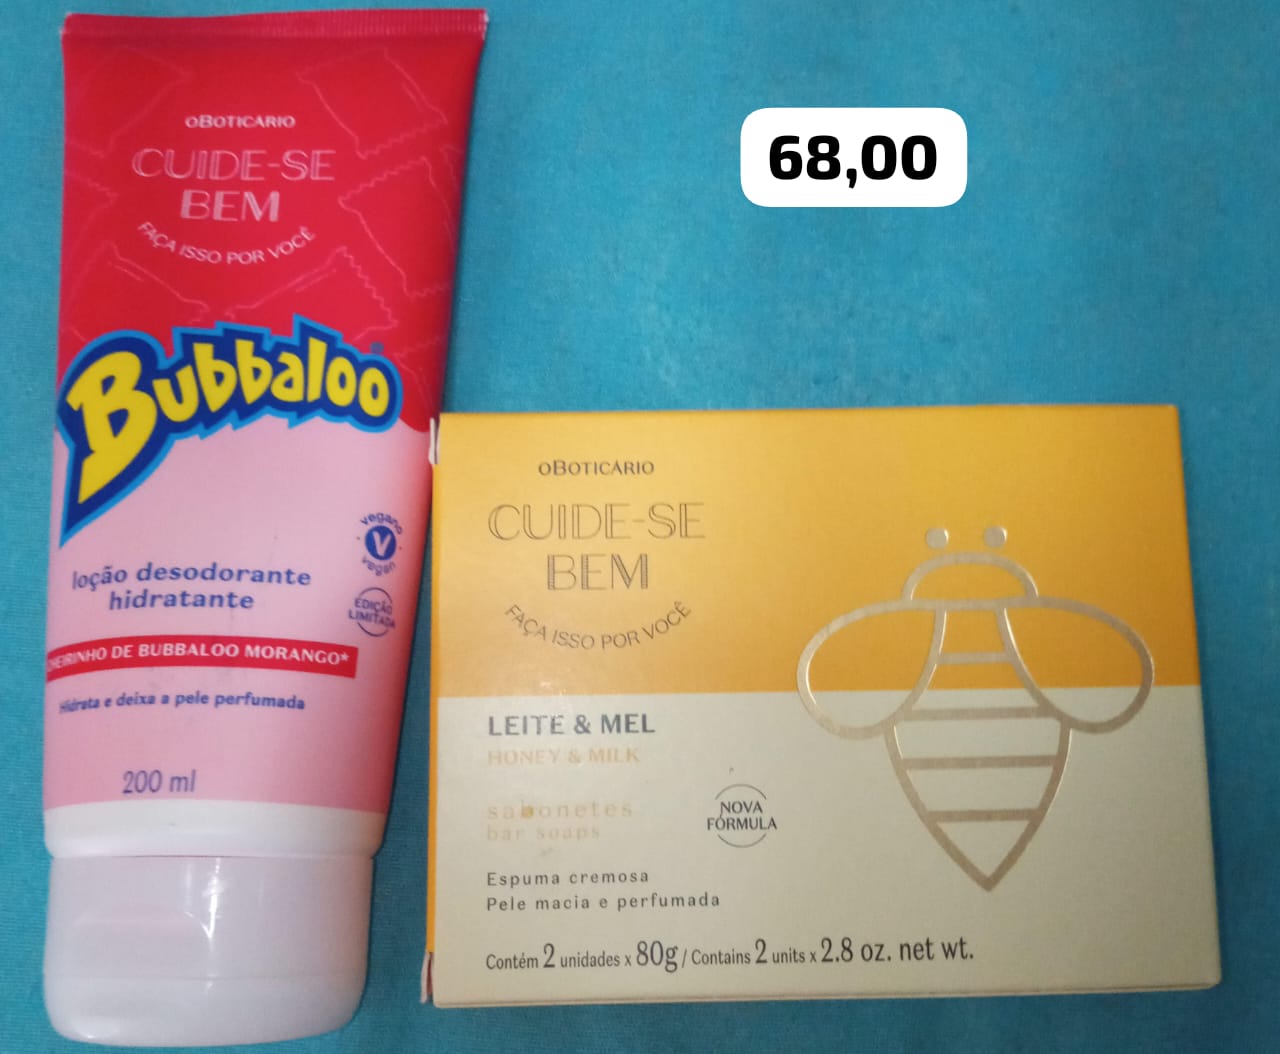 oBOTICÁRIO
CUIDE-SE
BEM
FAÇA ISSO POR VOCÊ
Bubbaloo
vegano
V
vegan
loção desodorante
hidratante
EDIÇÃO
LIMITADA
CHEIRINHO DE BUBBALOO MORANGO*
Hidrata e deixa a pele perfumada
200 ml
68,00
oBOTICÁRIO
CUIDE-SE
BEM
FAÇA ISSO POR VOCÊ
LEITE & MEL
HONEY & MILK
sabonetes
bar soaps
NOVA
FÓRMULA
Espuma cremosa
Pele macia e perfumada
Contém 2 unidades x 80g / Contains 2 units x 2.8 oz. net wt.